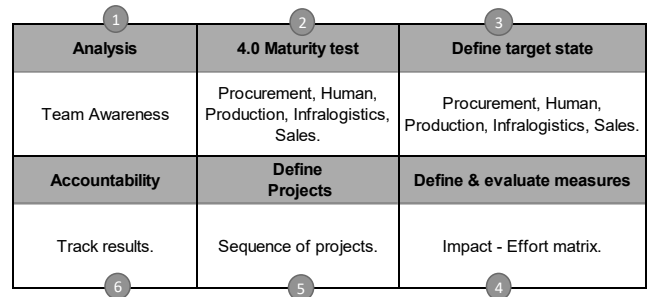 1
2
3
Analysis
4.0 Maturity test
Define target state
Team Awareness
Procurement, Human,
Production, Infralogistics,
Sales.
Procurement, Human,
Production, Infralogistics, Sales.
Accountability
Define
Projects
Define & evaluate measures
Track results.
Sequence of projects.
Impact - Effort matrix.
6
5
4